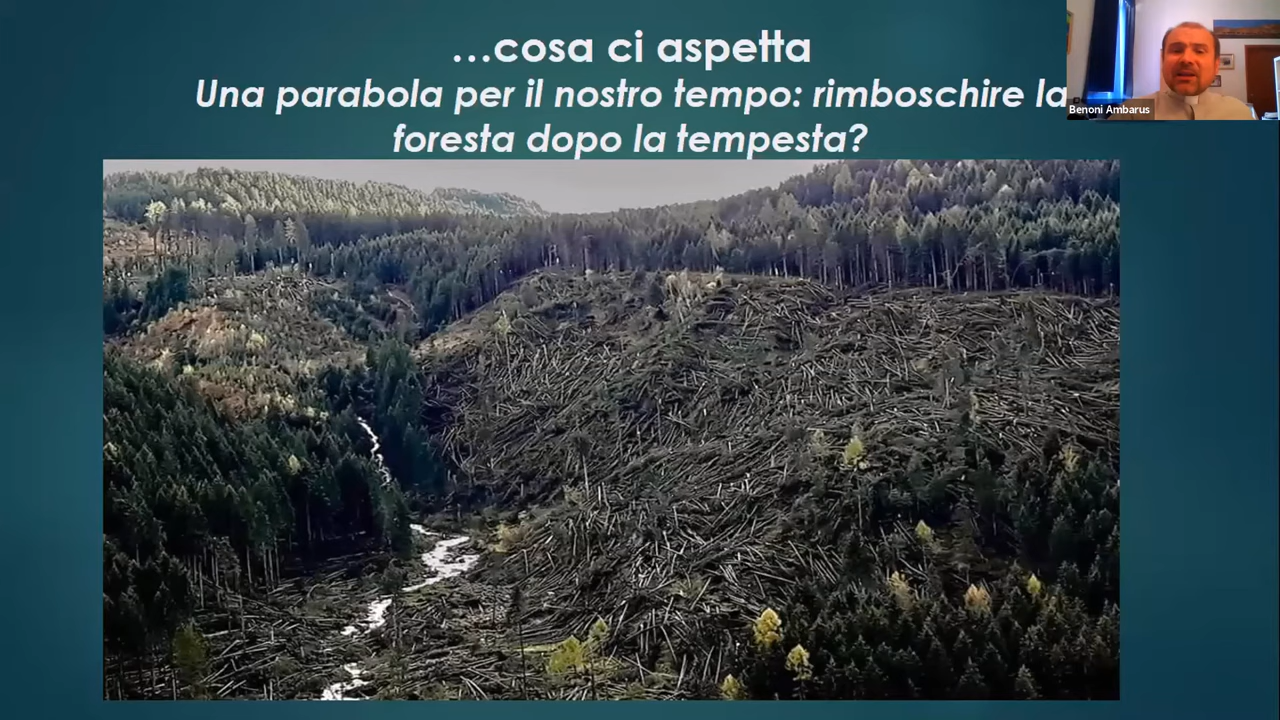 ...cosa ci aspetta
Una parabola per il nostro tempo: rimboschire la
foresta dopo la tempesta?
Benoni Ambarus